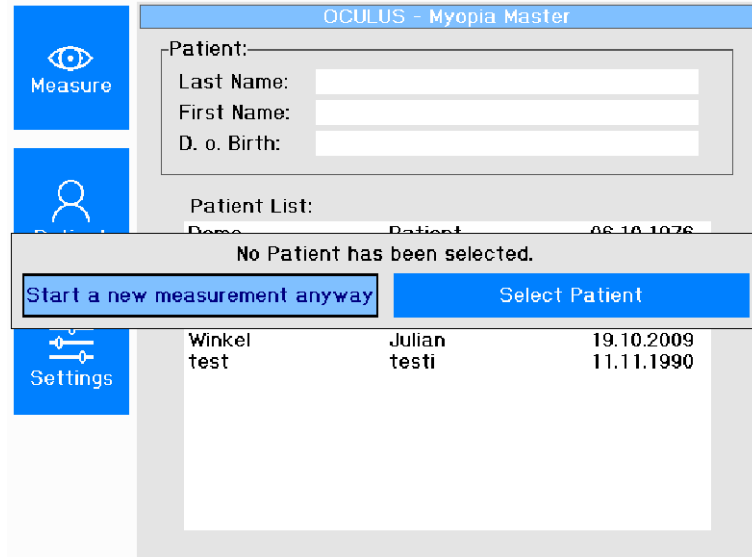 OCULUS - Myopia Master
Measure
Patient:
Last Name:
First Name:
D. o. Birth:
Patient List:
No Patient has been selected.
Start a new measurement anyway
Select Patient
Winkel Julian 19.10.2009
test testi 11.11.1990
Settings